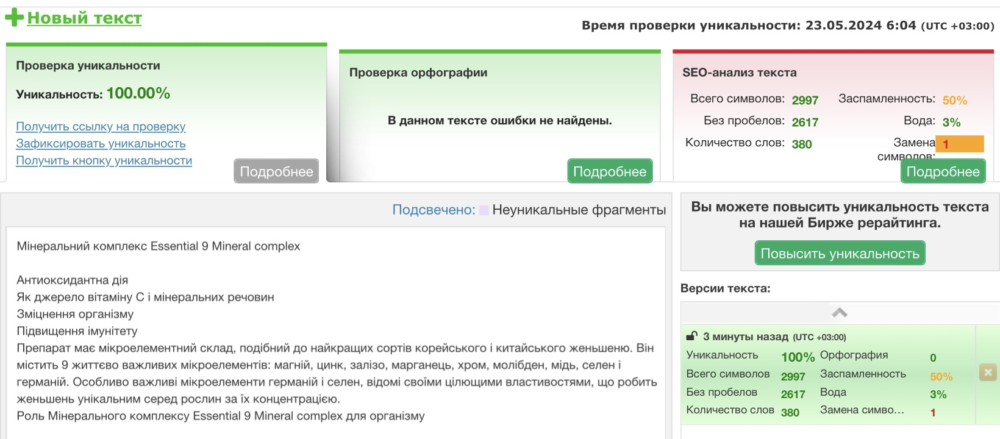 Новый текст
Время проверки уникальности: 23.05.2024 6:04 (UTC +03:00)
Проверка уникальности
Уникальность: 100.00%
Получить ссылку на проверку
Зафиксировать уникальность
Получить кнопку уникальности
Подробнее
Проверка орфографии
В данном тексте ошибки не найдены.
Подробнее
SEO-анализ текста
Всего символов: 2997 Заспамленность: 50%
Без пробелов: 2617 Вода: 3%
Количество слов: 380 Замена символов: 1
Подробнее
Подсвечено: Неуникальные фрагменты
Мінеральний комплекс Essential 9 Mineral complex
Антиоксидантна дія
Як джерело вітаміну С і мінеральних речовин
Зміцнення організму
Підвищення імунітету
Препарат має мікроелементний склад, подібний до найкращих сортів корейського і китайського женьшеню. Він
містить 9 життєво важливих мікроелементів: магній, цинк, залізо, марганець, хром, молібден, мідь, селен і
германій. Особливо важливі мікроелементи германій і селен, відомі своїми цілющими властивостями, що робить
женьшень унікальним серед рослин за їх концентрацією.
Роль Мінерального комплексу Essential 9 Mineral complex для організму
Вы можете повысить уникальность текста
на нашей Бирже рерайтинга.
Повысить уникальность
Версии текста:
3 минуты назад (UTC +03:00)
Уникальность 100% Орфография 0
Всего символов 2997 Заспамленность 50%
Без пробелов 2617 Вода 3%
Количество слов 380 Замена симво... 1